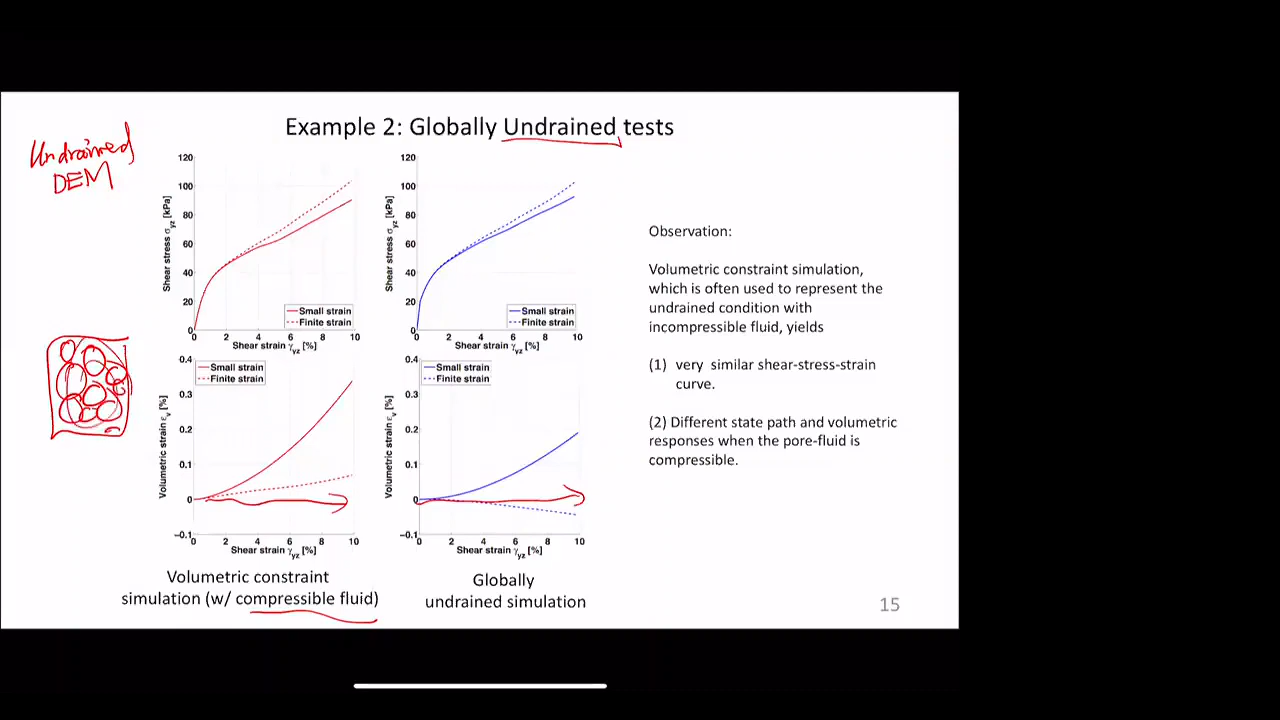 Example 2: Globally Undrained tests
Undrained
DEM
120
100
80
60
40
20
0
Shear stress σyz [kPa]
Small strain
Finite strain
0 2 4 6 8 10
Shear strain γyz [%]
120
100
80
60
40
20
0
Shear stress σyz [kPa]
Small strain
Finite strain
0 2 4 6 8 10
Shear strain γyz [%]
0.4
0.3
0.2
0.1
0
−0.1
Volumetric strain εv [%]
Small strain
Finite strain
0 2 4 6 8 10
Shear strain γyz [%]
0.4
0.3
0.2
0.1
0
−0.1
Volumetric strain εv [%]
Small strain
Finite strain
0 2 4 6 8 10
Shear strain γyz [%]
Volumetric constraint
simulation (w/ compressible fluid)
Globally
undrained simulation
Observation:
Volumetric constraint simulation,
which is often used to represent the
undrained condition with
incompressible fluid, yields
(1) very similar shear-stress-strain
curve.
(2) Different state path and volumetric
responses when the pore-fluid is
compressible.
15